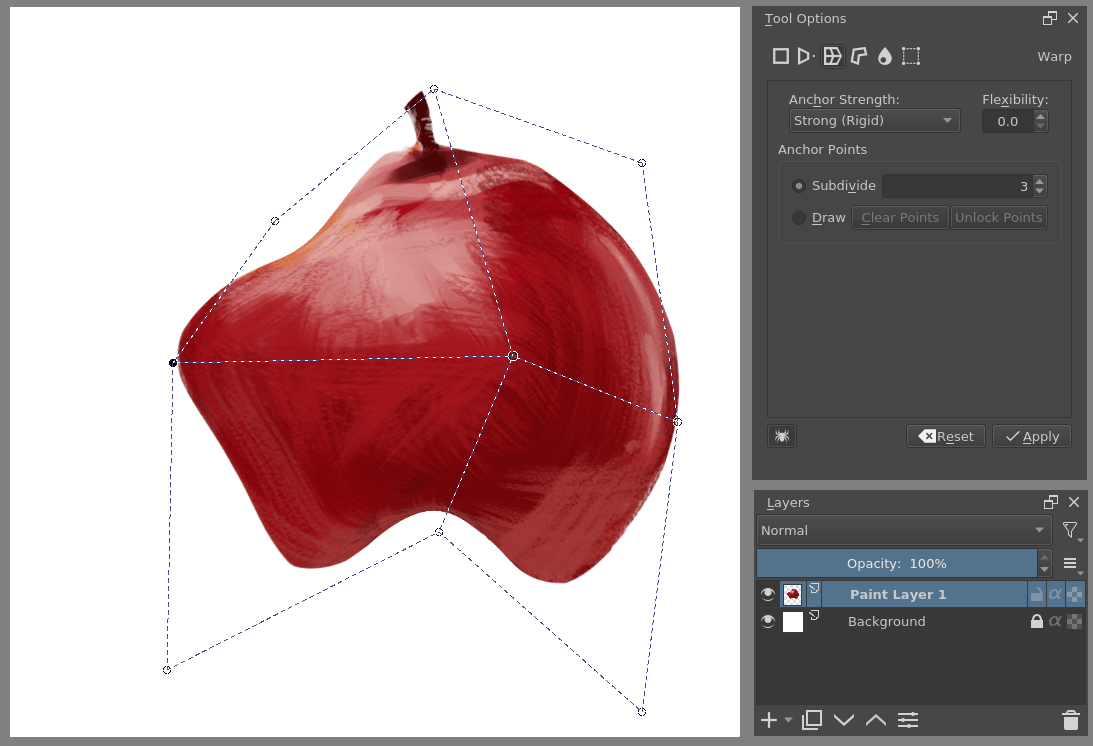 Tool Options
Warp
Anchor Strength: Flexibility:
Strong (Rigid) 0.0
Anchor Points
Subdivide 3
Draw Clear Points Unlock Points
Reset Apply
Layers
Normal
Opacity: 100%
Paint Layer 1 α
Background α